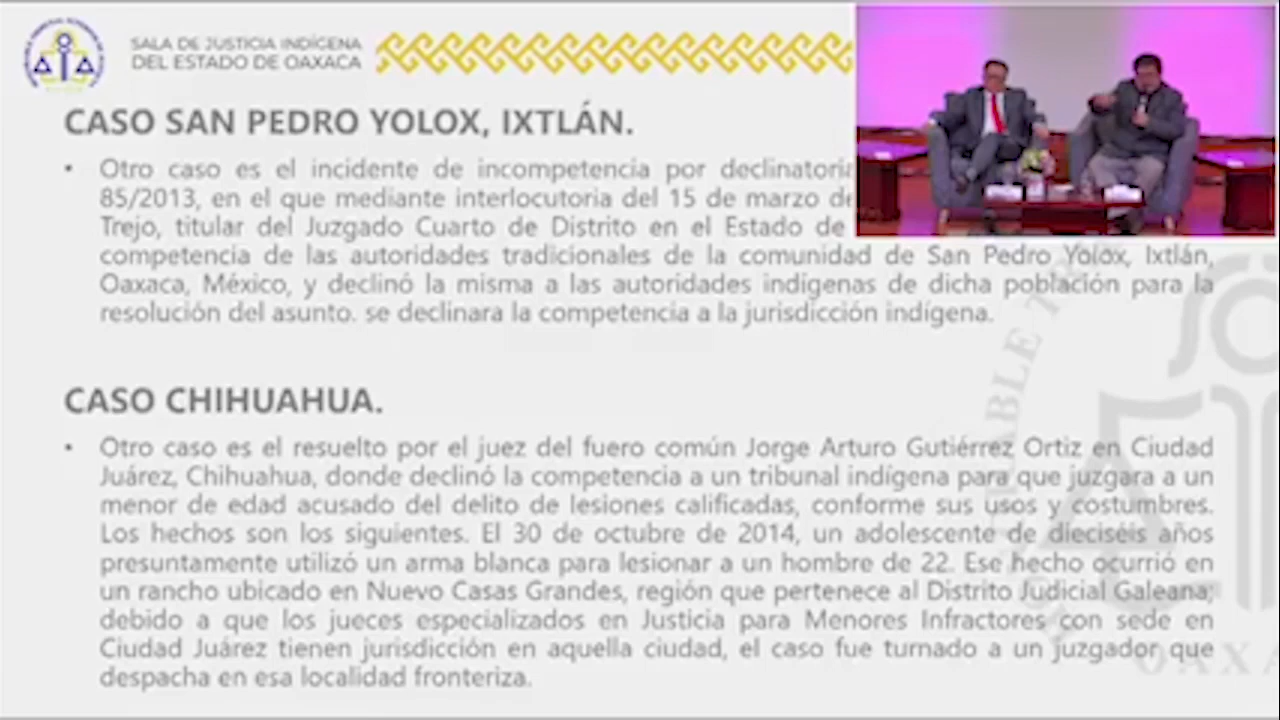 SALA DE JUSTICIA INDÍGENA
DEL ESTADO DE OAXACA
CASO SAN PEDRO YOLOX, IXTLÁN.
• Otro caso es el incidente de incompetencia por declinatoria
85/2013, en el que mediante interlocutoria del 15 de marzo de
Trejo, titular del Juzgado Cuarto de Distrito en el Estado de
competencia de las autoridades tradicionales de la comunidad de San Pedro Yolox, Ixtlán,
Oaxaca, México, y declinó la misma a las autoridades indígenas de dicha población para la
resolución del asunto. se declinara la competencia a la jurisdicción indígena.
CASO CHIHUAHUA.
• Otro caso es el resuelto por el juez del fuero común Jorge Arturo Gutiérrez Ortiz en Ciudad
Juárez, Chihuahua, donde declinó la competencia a un tribunal indígena para que juzgara a un
menor de edad acusado del delito de lesiones calificadas, conforme sus usos y costumbres.
Los hechos son los siguientes. El 30 de octubre de 2014, un adolescente de dieciséis años
presuntamente utilizó un arma blanca para lesionar a un hombre de 22. Ese hecho ocurrió en
un rancho ubicado en Nuevo Casas Grandes, región que pertenece al Distrito Judicial Galeana;
debido a que los jueces especializados en Justicia para Menores Infractores con sede en
Ciudad Juárez tienen jurisdicción en aquella ciudad, el caso fue turnado a un juzgador que
despacha en esa localidad fronteriza.